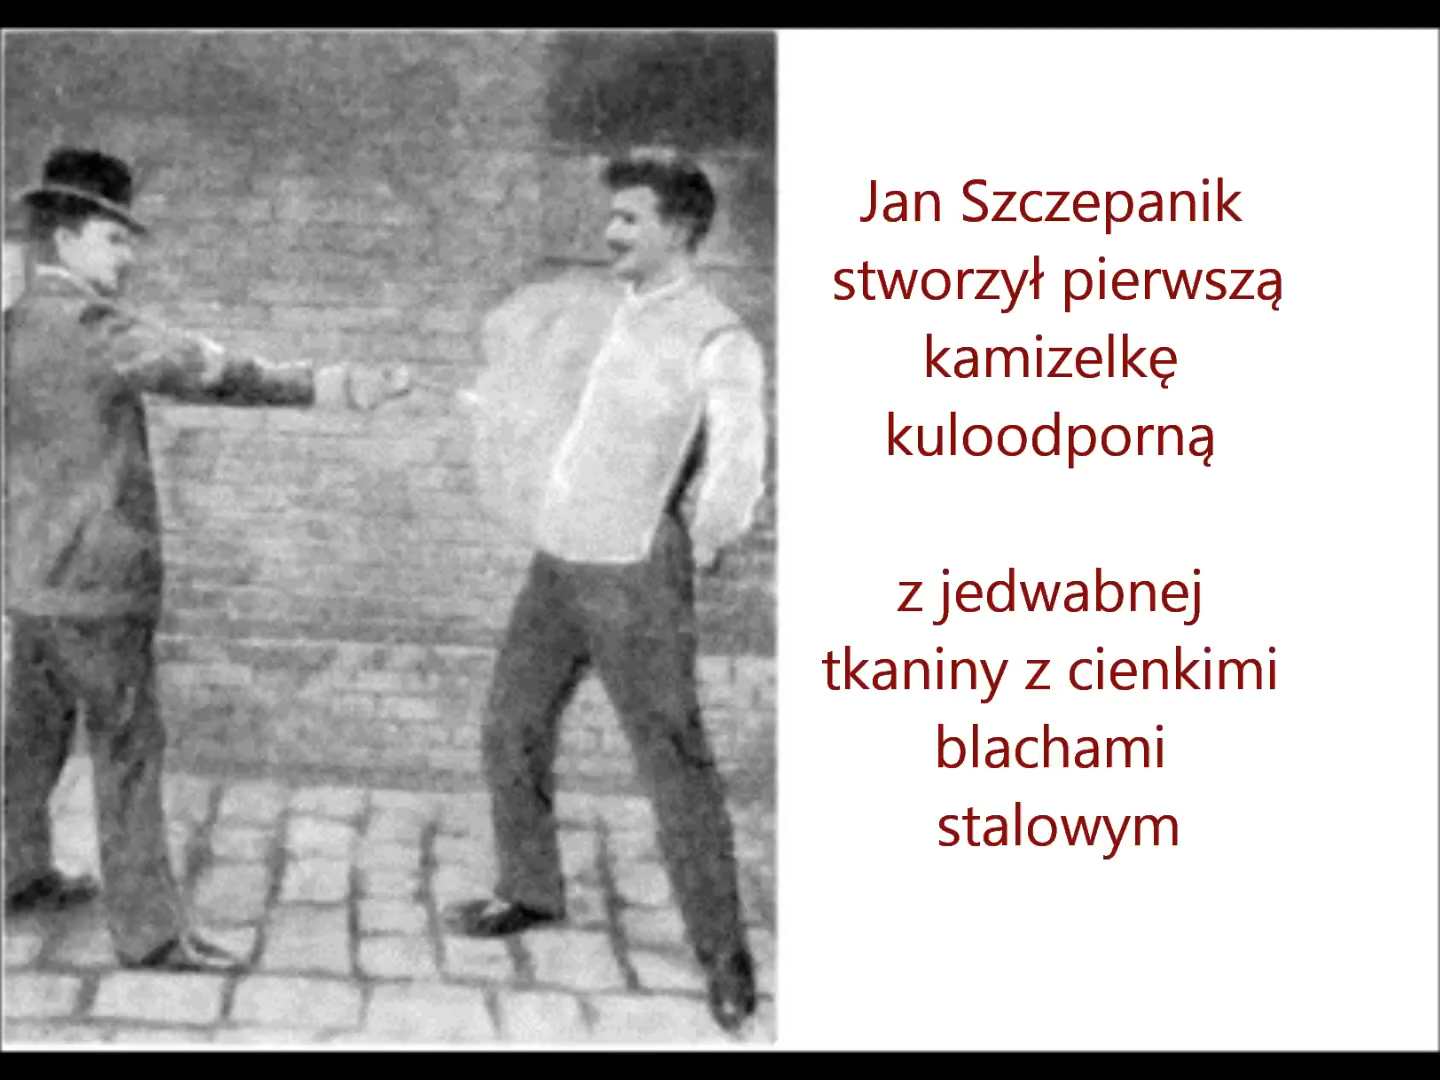 Jan Szczepanik
stworzył pierwszą
kamizelkę
kuloodporną
z jedwabnej
tkaniny z cienkimi
blachami
stalowym